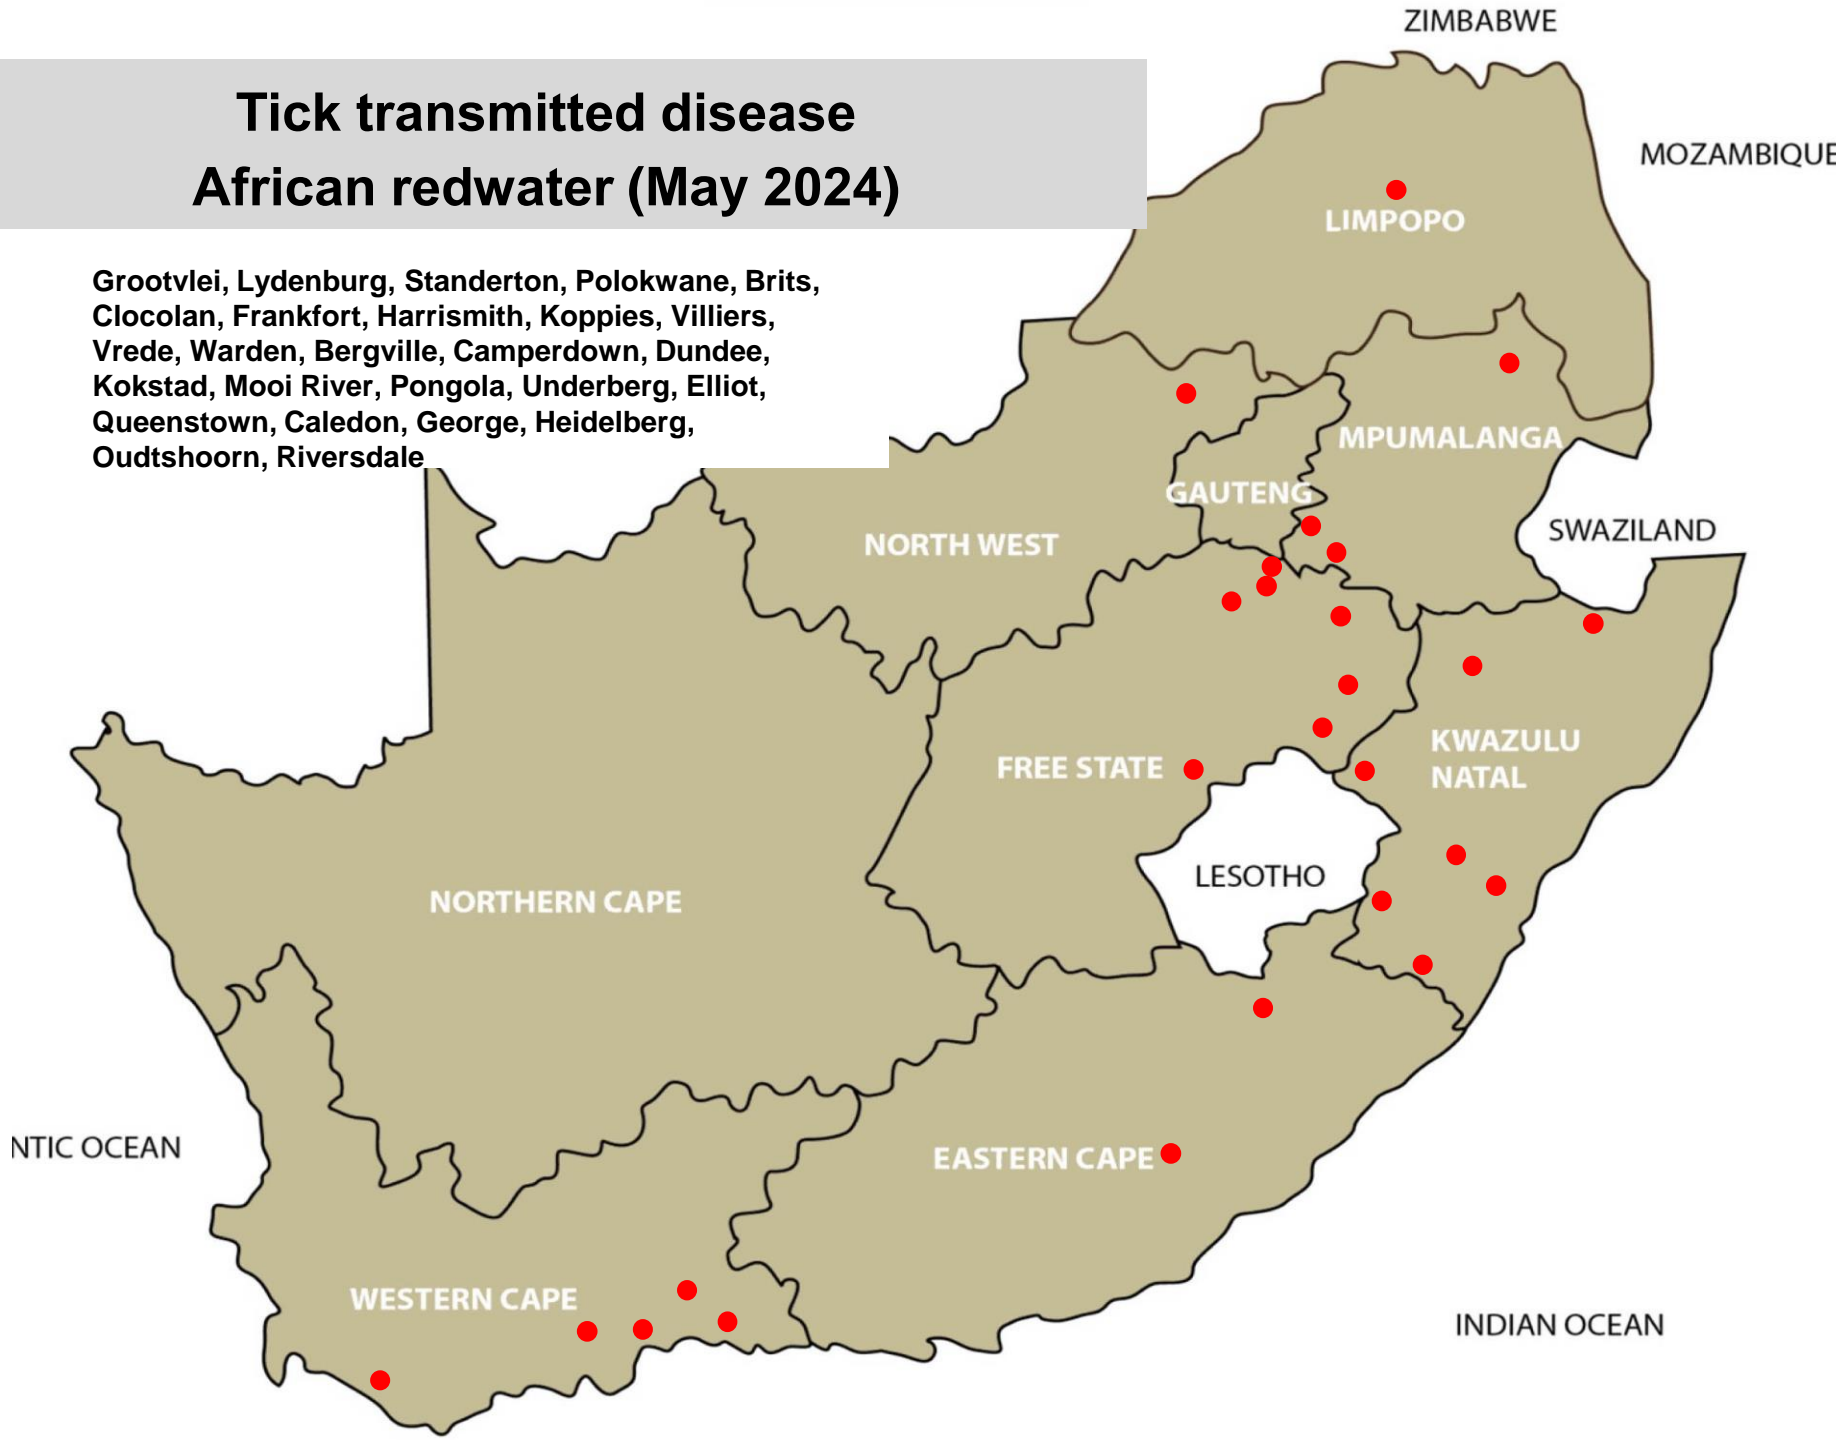 ZIMBABWE
Tick transmitted disease
African redwater (May 2024)
MOZAMBIQUE
LIMPOPO
Grootvlei, Lydenburg, Standerton, Polokwane, Brits,
Clocolan, Frankfort, Harrismith, Koppies, Villiers,
Vrede, Warden, Bergville, Camperdown, Dundee,
Kokstad, Mooi River, Pongola, Underberg, Elliot,
Queenstown, Caledon, George, Heidelberg,
Oudtshoorn, Riversdale
MPUMALANGA
GAUTENG
SWAZILAND
NORTH WEST
KWAZULU
NATAL
FREE STATE
LESOTHO
NORTHERN CAPE
NTIC OCEAN
EASTERN CAPE
WESTERN CAPE
INDIAN OCEAN